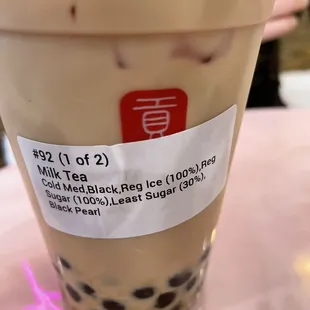 貢
#92 (1 of 2)
Milk Tea
Cold Med,Black,Reg Ice (100%),Reg
Sugar (100%),Least Sugar (30%),
Black Pearl